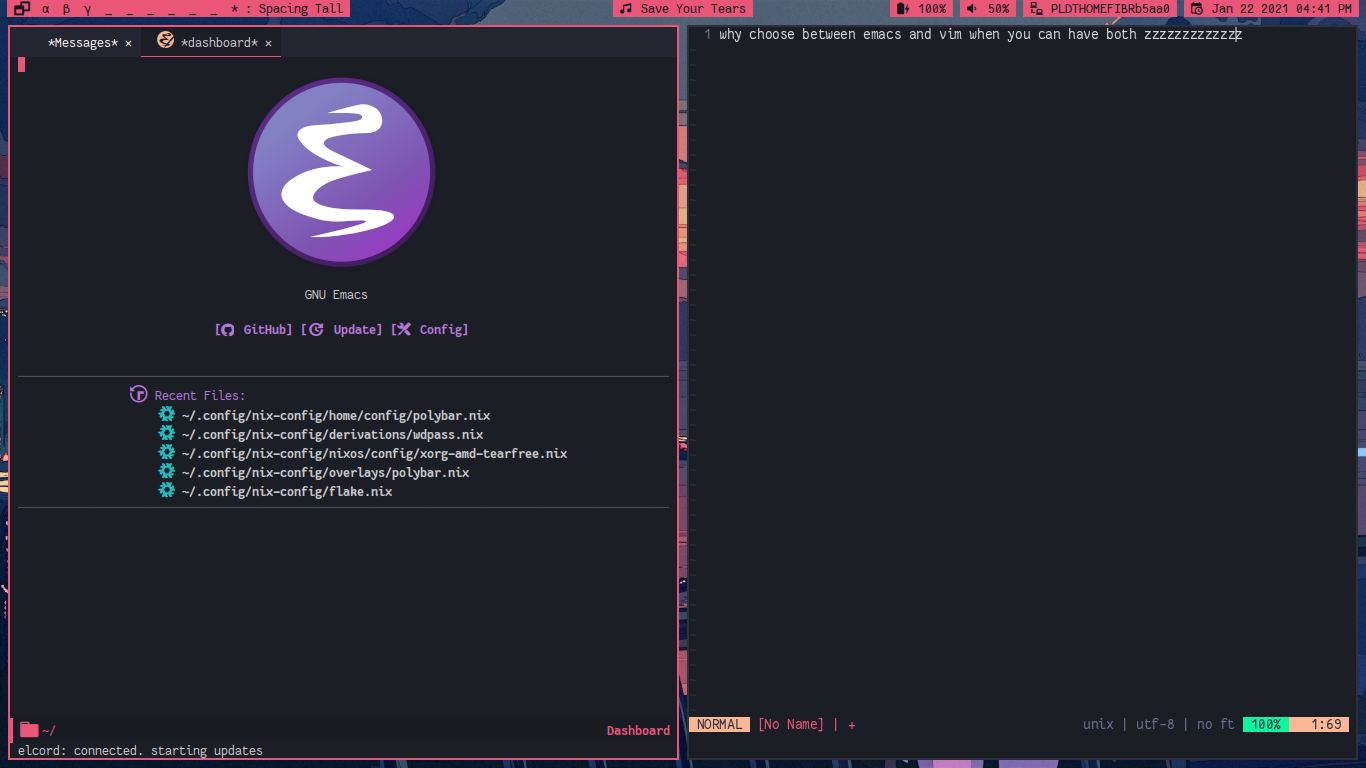 α β γ _ _ _ _ _ _ * : Spacing Tall
Save Your Tears
100%
50%
PLDTHOMEFIBRb5aa0
Jan 22 2021 04:41 PM
*Messages* ×
*dashboard* ×
GNU Emacs
[ GitHub] [ Update] [ Config]
Recent Files:
~/.config/nix-config/home/config/polybar.nix
~/.config/nix-config/derivations/wdpass.nix
~/.config/nix-config/nixos/config/xorg-amd-tearfree.nix
~/.config/nix-config/overlays/polybar.nix
~/.config/nix-config/flake.nix
~/ Dashboard
elcord: connected. starting updates
1 why choose between emacs and vim when you can have both zzzzzzzzzzzzz
NORMAL [No Name] | + unix | utf-8 | no ft 100% 1:69